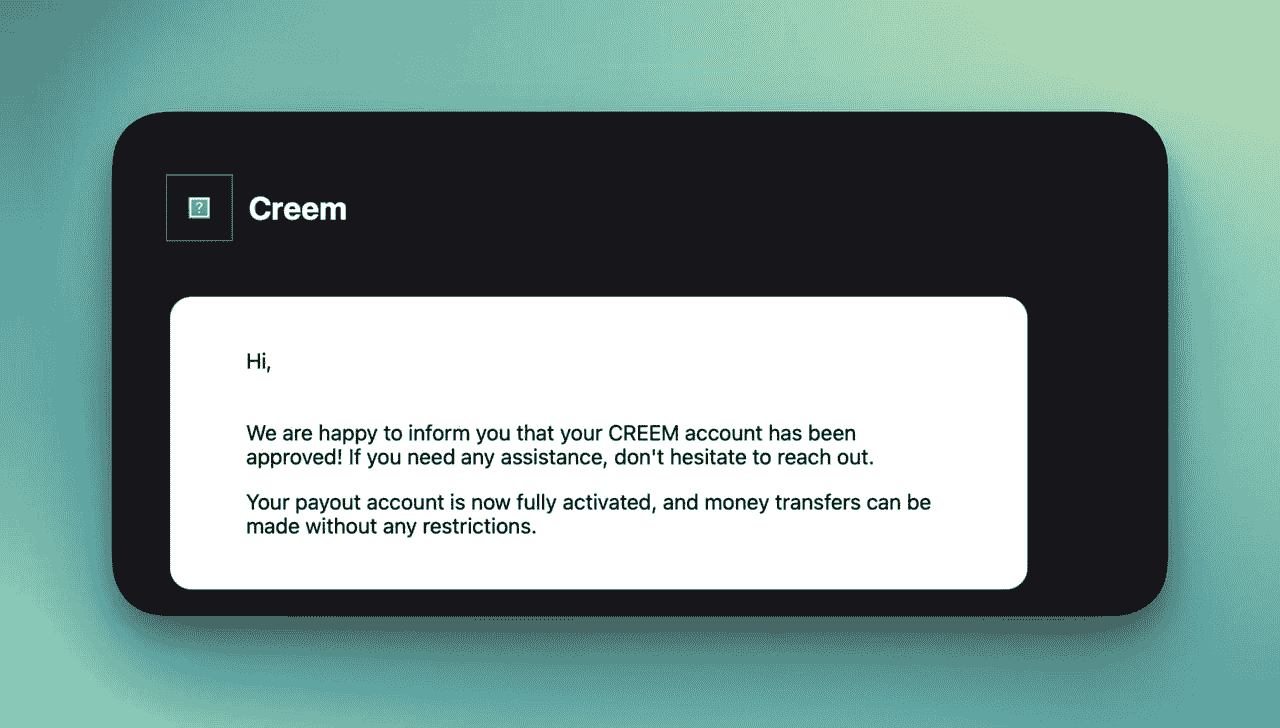 Creem
Hi,
We are happy to inform you that your CREEM account has been
approved! If you need any assistance, don't hesitate to reach out.
Your payout account is now fully activated, and money transfers can be
made without any restrictions.